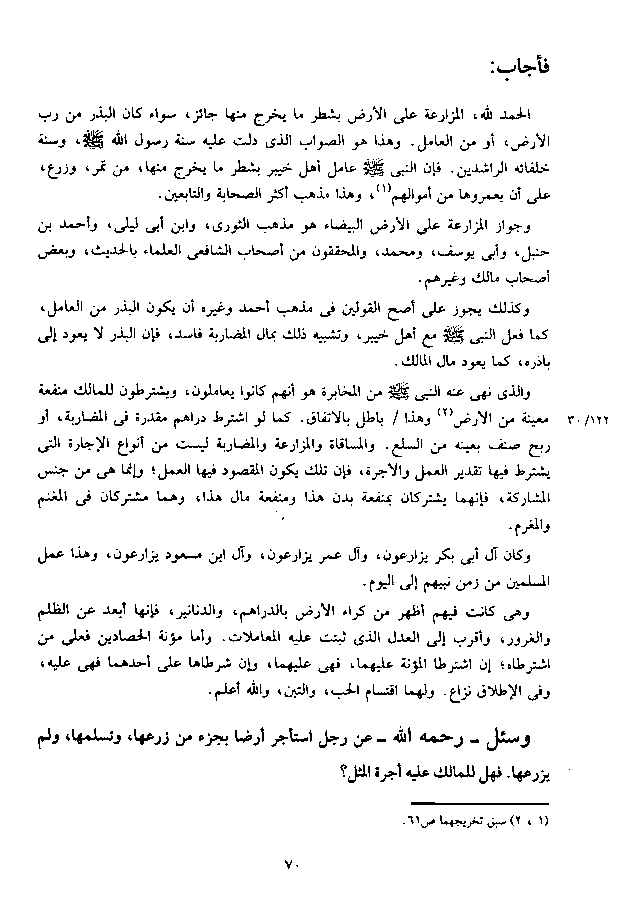 فأجاب:
الحمد لله، المزارعة على الأرض بشطر ما يخرج منها جائز، سواء كان البذر من رب
الأرض، أو من العامل. وهذا هو الصواب الذى دلت عليه سنة رسول الله ﷺ، وسنة
خلفائه الراشدين. فإن النبى ﷺ عامل أهل خيبر بشطر ما يخرج منها، من تمر، وزرع،
على أن يعمروها من أموالهم(١)، وهذا مذهب أكثر الصحابة والتابعين.
وجواز المزارعة على الأرض البيضاء هو مذهب الثورى، وابن أبى ليلى، وأحمد بن
حنبل، وأبى يوسف، ومحمد، والمحققون من أصحاب الشافعى العلماء بالحديث، وبعض
أصحاب مالك وغيرهم.
وكذلك يجوز على أصح القولين فى مذهب أحمد وغيره أن يكون البذر من العامل،
كما فعل النبى ﷺ مع أهل خيبر، وتشبيه ذلك بمال المضاربة فاسد، فإن البذر لا يعود إلى
باذره، كما يعود مال المالك.
والذى نهى عنه النبى ﷺ من المخابرة هو أنهم كانوا يعاملون، ويشترطون للمالك منفعة
معينة من الأرض(٢) وهذا / باطل بالاتفاق. كما لو اشترط دراهم مقدرة فى المضاربة، أو ٣٠/١٢٢
ربح صنف بعينه من السلع. والمساقاة والمزارعة والمضاربة ليست من أنواع الإجارة التى
يشترط فيها تقدير العمل والأجرة، فإن تلك يكون المقصود فيها العمل؛ وإنما هى من جنس
المشاركة، فإنهما يشتركان بمنفعة بدن هذا ومنفعة مال هذا، وهما مشتركان فى المغنم
والمغرم.
وكان آل أبى بكر يزارعون، وآل عمر يزارعون، وآل ابن مسعود يزارعون، وهذا عمل
المسلمين من زمن نبيهم إلى اليوم.
وهى كانت فيهم أظهر من كراء الأرض بالدراهم، والدنانير، فإنها أبعد عن الظلم
والغرور، وأقرب إلى العدل الذى ثبتت عليه المعاملات. وأما مؤنة الحصادين فعلى من
اشترطاه؛ إن اشترطا المؤنة عليهما، فهى عليهما، وإن شرطاها على أحدهما فهى عليه،
وفى الإطلاق نزاع. ولهما اقتسام الحب، والتبن، والله أعلم.
وسئل ـ رحمه الله ـ عن رجل استأجر أرضا بجزء من زرعها، وتسلمها، ولم
يزرعها. فهل للمالك عليه أجرة المثل؟
(١ ، ٢) سبق تخريجهما ص٦١.
٧٠